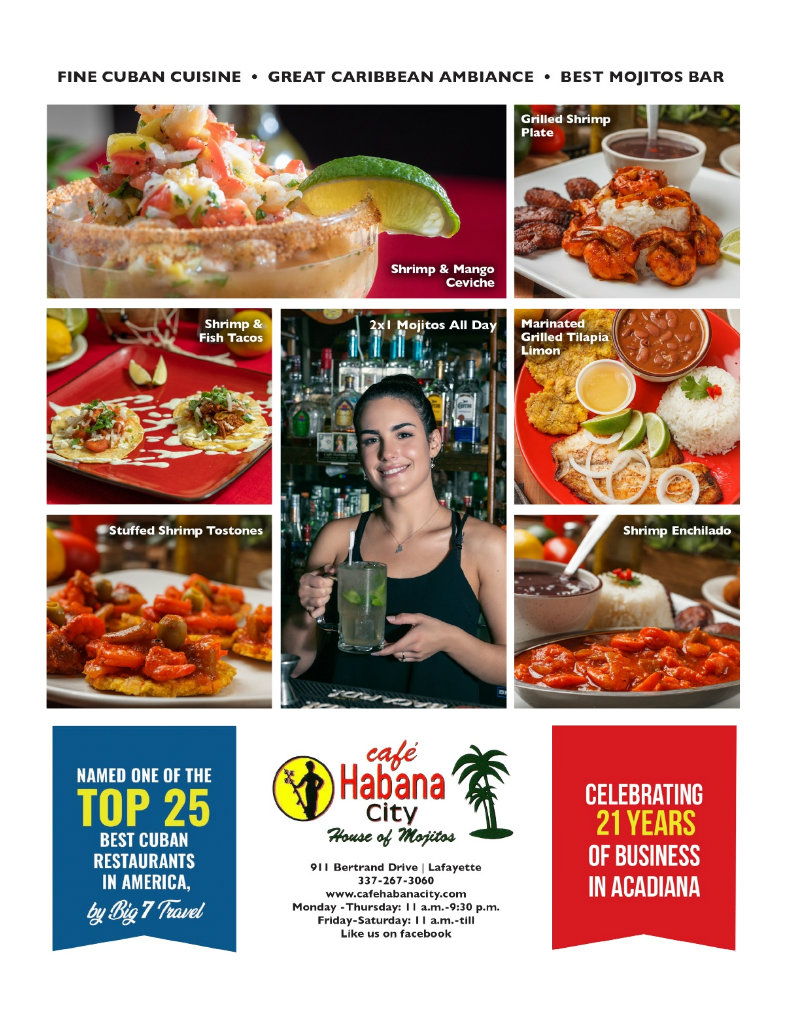 FINE CUBAN CUISINE • GREAT CARIBBEAN AMBIANCE • BEST MOJITOS BAR
Shrimp & Mango
Ceviche
Grilled Shrimp
Plate
Shrimp &
Fish Tacos
2x1 Mojitos All Day
Marinated
Grilled Tilapia
Limon
Stuffed Shrimp Tostones
Shrimp Enchilado
NAMED ONE OF THE
TOP 25
BEST CUBAN
RESTAURANTS
IN AMERICA,
by Big 7 Travel
café
Habana
City
House of Mojitos
911 Bertrand Drive | Lafayette
337-267-3060
www.cafehabanacity.com
Monday -Thursday: 11 a.m.-9:30 p.m.
Friday-Saturday: 11 a.m.-till
Like us on facebook
CELEBRATING
21 YEARS
OF BUSINESS
IN ACADIANA